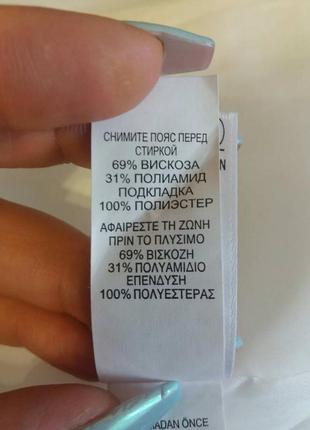 СНИМИТЕ ПОЯС ПЕРЕД
СТИРКОЙ
69% ВИСКОЗА
31% ПОЛИАМИД
ПОДКЛАДКА
100% ПОЛИЭСТЕР
ΑΦΑΙΡΕΣΤΕ ΤΗ ΖΩΝΗ
ΠΡΙΝ ΤΟ ΠΛΥΣΙΜΟ
69% ΒΙΣΚΟΖΗ
31% ΠΟΛΥΑΜΙΔΙΟ
ΕΠΕΝΔΥΣΗ
100% ΠΟΛΥΕΣΤΕΡΑΣ
ÖNCE